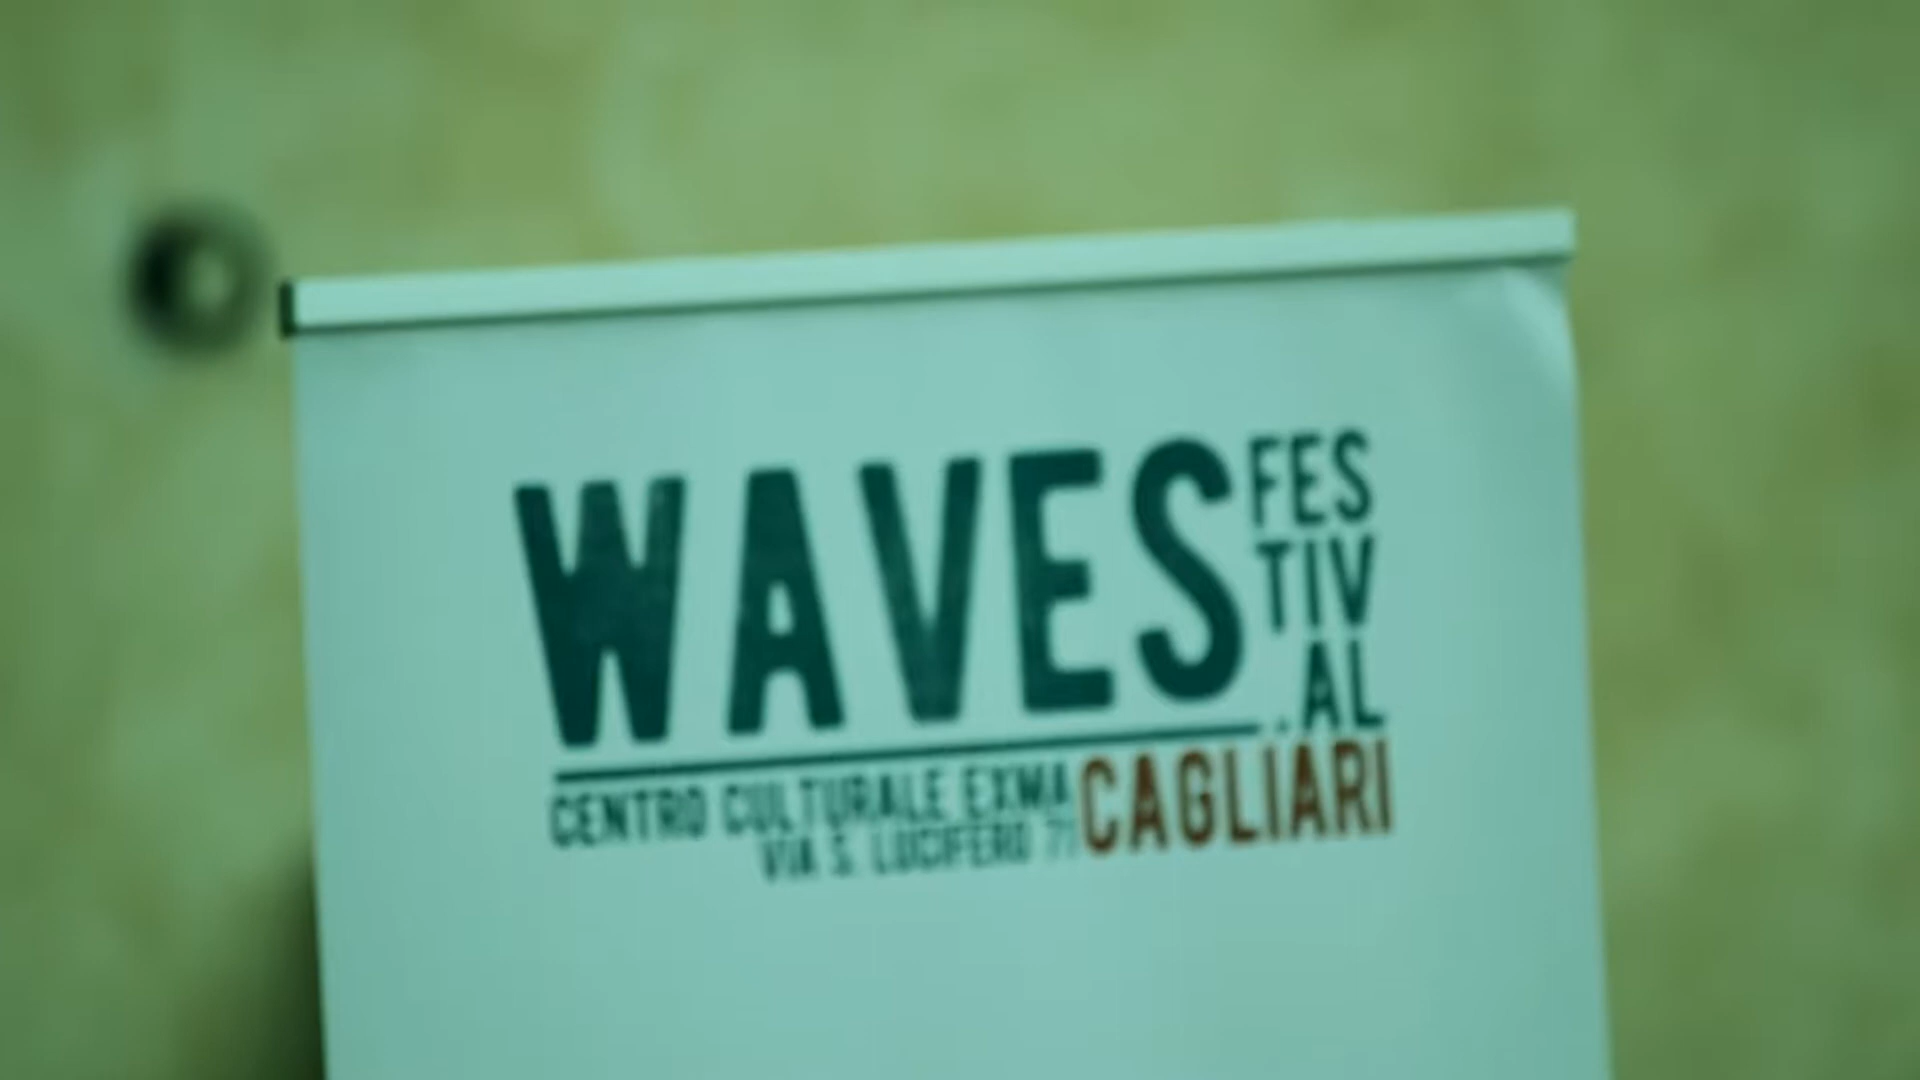 WAVES
FES
TIV
.AL
CENTRO CULTURALE EXMA
VIA S. LUCIFERO 71
CAGLIARI